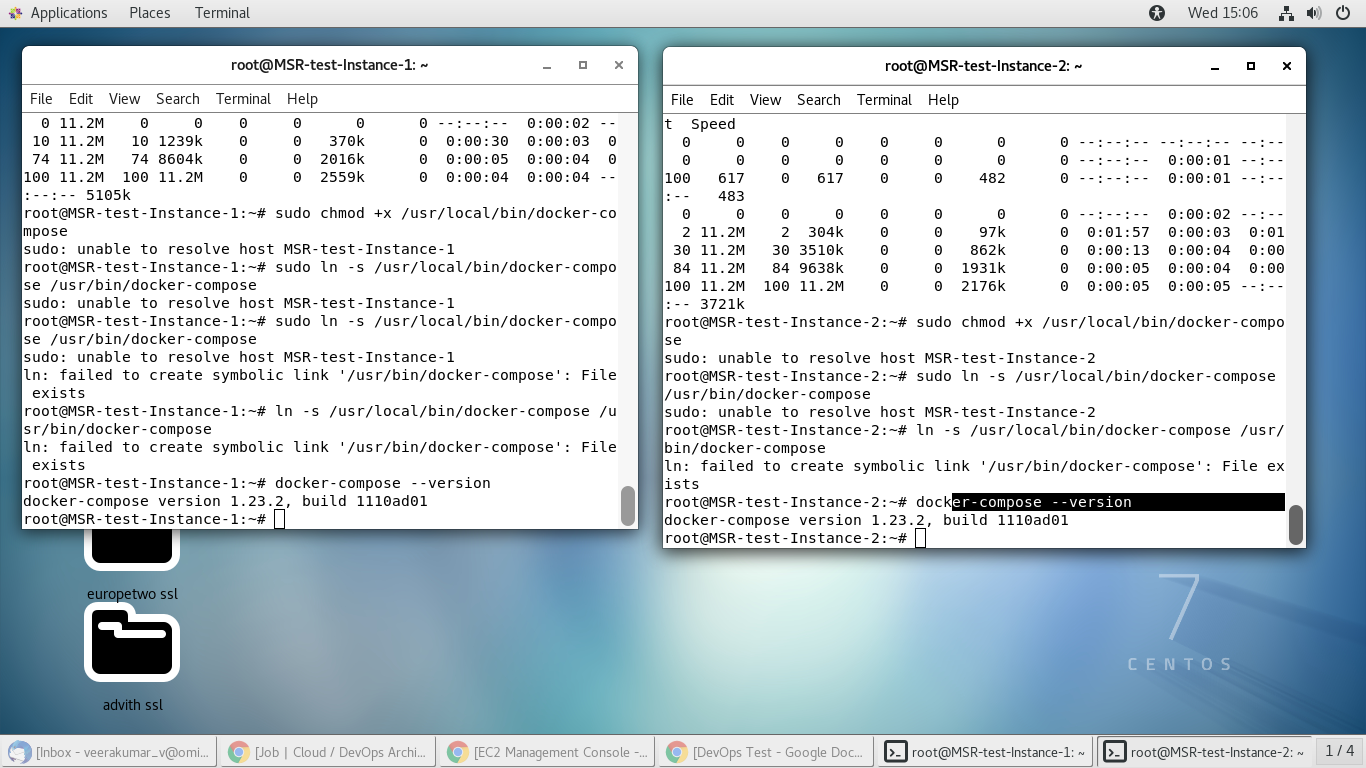 Applications Places Terminal Wed 15:06
root@MSR-test-Instance-1: ~
File Edit View Search Terminal Help
0 11.2M 0 0 0 0 0 0 --:--:-- 0:00:02 --
10 11.2M 10 1239k 0 0 370k 0 0:00:30 0:00:03 0
74 11.2M 74 8604k 0 0 2016k 0 0:00:05 0:00:04 0
100 11.2M 100 11.2M 0 0 2559k 0 0:00:04 0:00:04 --
:--:-- 5105k
root@MSR-test-Instance-1:~# sudo chmod +x /usr/local/bin/docker-co
mpose
sudo: unable to resolve host MSR-test-Instance-1
root@MSR-test-Instance-1:~# sudo ln -s /usr/local/bin/docker-compo
se /usr/bin/docker-compose
sudo: unable to resolve host MSR-test-Instance-1
root@MSR-test-Instance-1:~# sudo ln -s /usr/local/bin/docker-compo
se /usr/bin/docker-compose
sudo: unable to resolve host MSR-test-Instance-1
ln: failed to create symbolic link '/usr/bin/docker-compose': File
exists
root@MSR-test-Instance-1:~# ln -s /usr/local/bin/docker-compose /u
sr/bin/docker-compose
ln: failed to create symbolic link '/usr/bin/docker-compose': File
exists
root@MSR-test-Instance-1:~# docker-compose --version
docker-compose version 1.23.2, build 1110ad01
root@MSR-test-Instance-1:~#
root@MSR-test-Instance-2: ~
File Edit View Search Terminal Help
t Speed
0 0 0 0 0 0 0 0 --:--:-- --:--:-- --:--
0 0 0 0 0 0 0 0 --:--:-- 0:00:01 --:--
100 617 0 617 0 0 482 0 --:--:-- 0:00:01 --:--
:-- 483
0 0 0 0 0 0 0 0 --:--:-- 0:00:02 --:--
2 11.2M 2 304k 0 0 97k 0 0:01:57 0:00:03 0:01
30 11.2M 30 3510k 0 0 862k 0 0:00:13 0:00:04 0:00
84 11.2M 84 9638k 0 0 1931k 0 0:00:05 0:00:04 0:00
100 11.2M 100 11.2M 0 0 2176k 0 0:00:05 0:00:05 --:--
:-- 3721k
root@MSR-test-Instance-2:~# sudo chmod +x /usr/local/bin/docker-compo
se
sudo: unable to resolve host MSR-test-Instance-2
root@MSR-test-Instance-2:~# sudo ln -s /usr/local/bin/docker-compose
/usr/bin/docker-compose
sudo: unable to resolve host MSR-test-Instance-2
root@MSR-test-Instance-2:~# ln -s /usr/local/bin/docker-compose /usr/
bin/docker-compose
ln: failed to create symbolic link '/usr/bin/docker-compose': File ex
ists
root@MSR-test-Instance-2:~# docker-compose --version
docker-compose version 1.23.2, build 1110ad01
root@MSR-test-Instance-2:~#
europetwo ssl
advith ssl
7
CENTOS
[Inbox - veerakumar_v@omi... [Job | Cloud / DevOps Archi... [EC2 Management Console -... [DevOps Test - Google Doc... root@MSR-test-Instance-1: ~ root@MSR-test-Instance-2: ~ 1 / 4